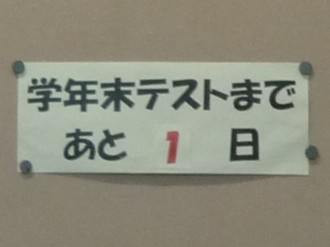 学年末テストまで
あと 1 日